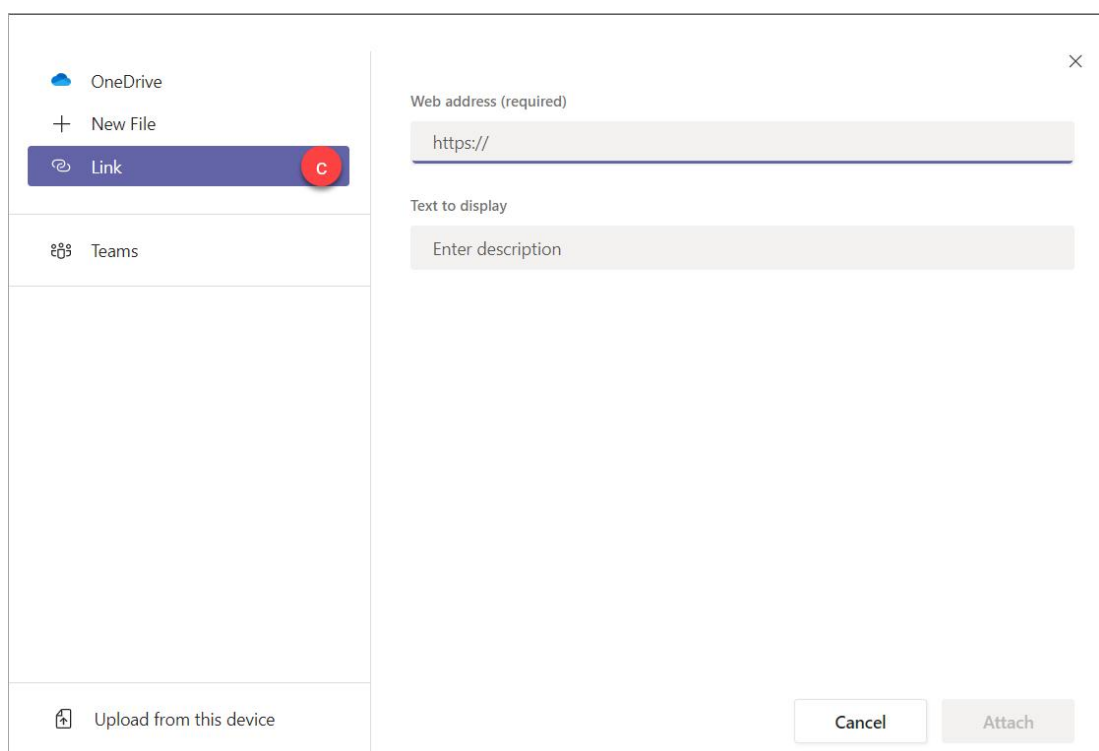 OneDrive
New File
Link
C
Teams
Upload from this device
Web address (required)
https://
Text to display
Enter description
Cancel
Attach